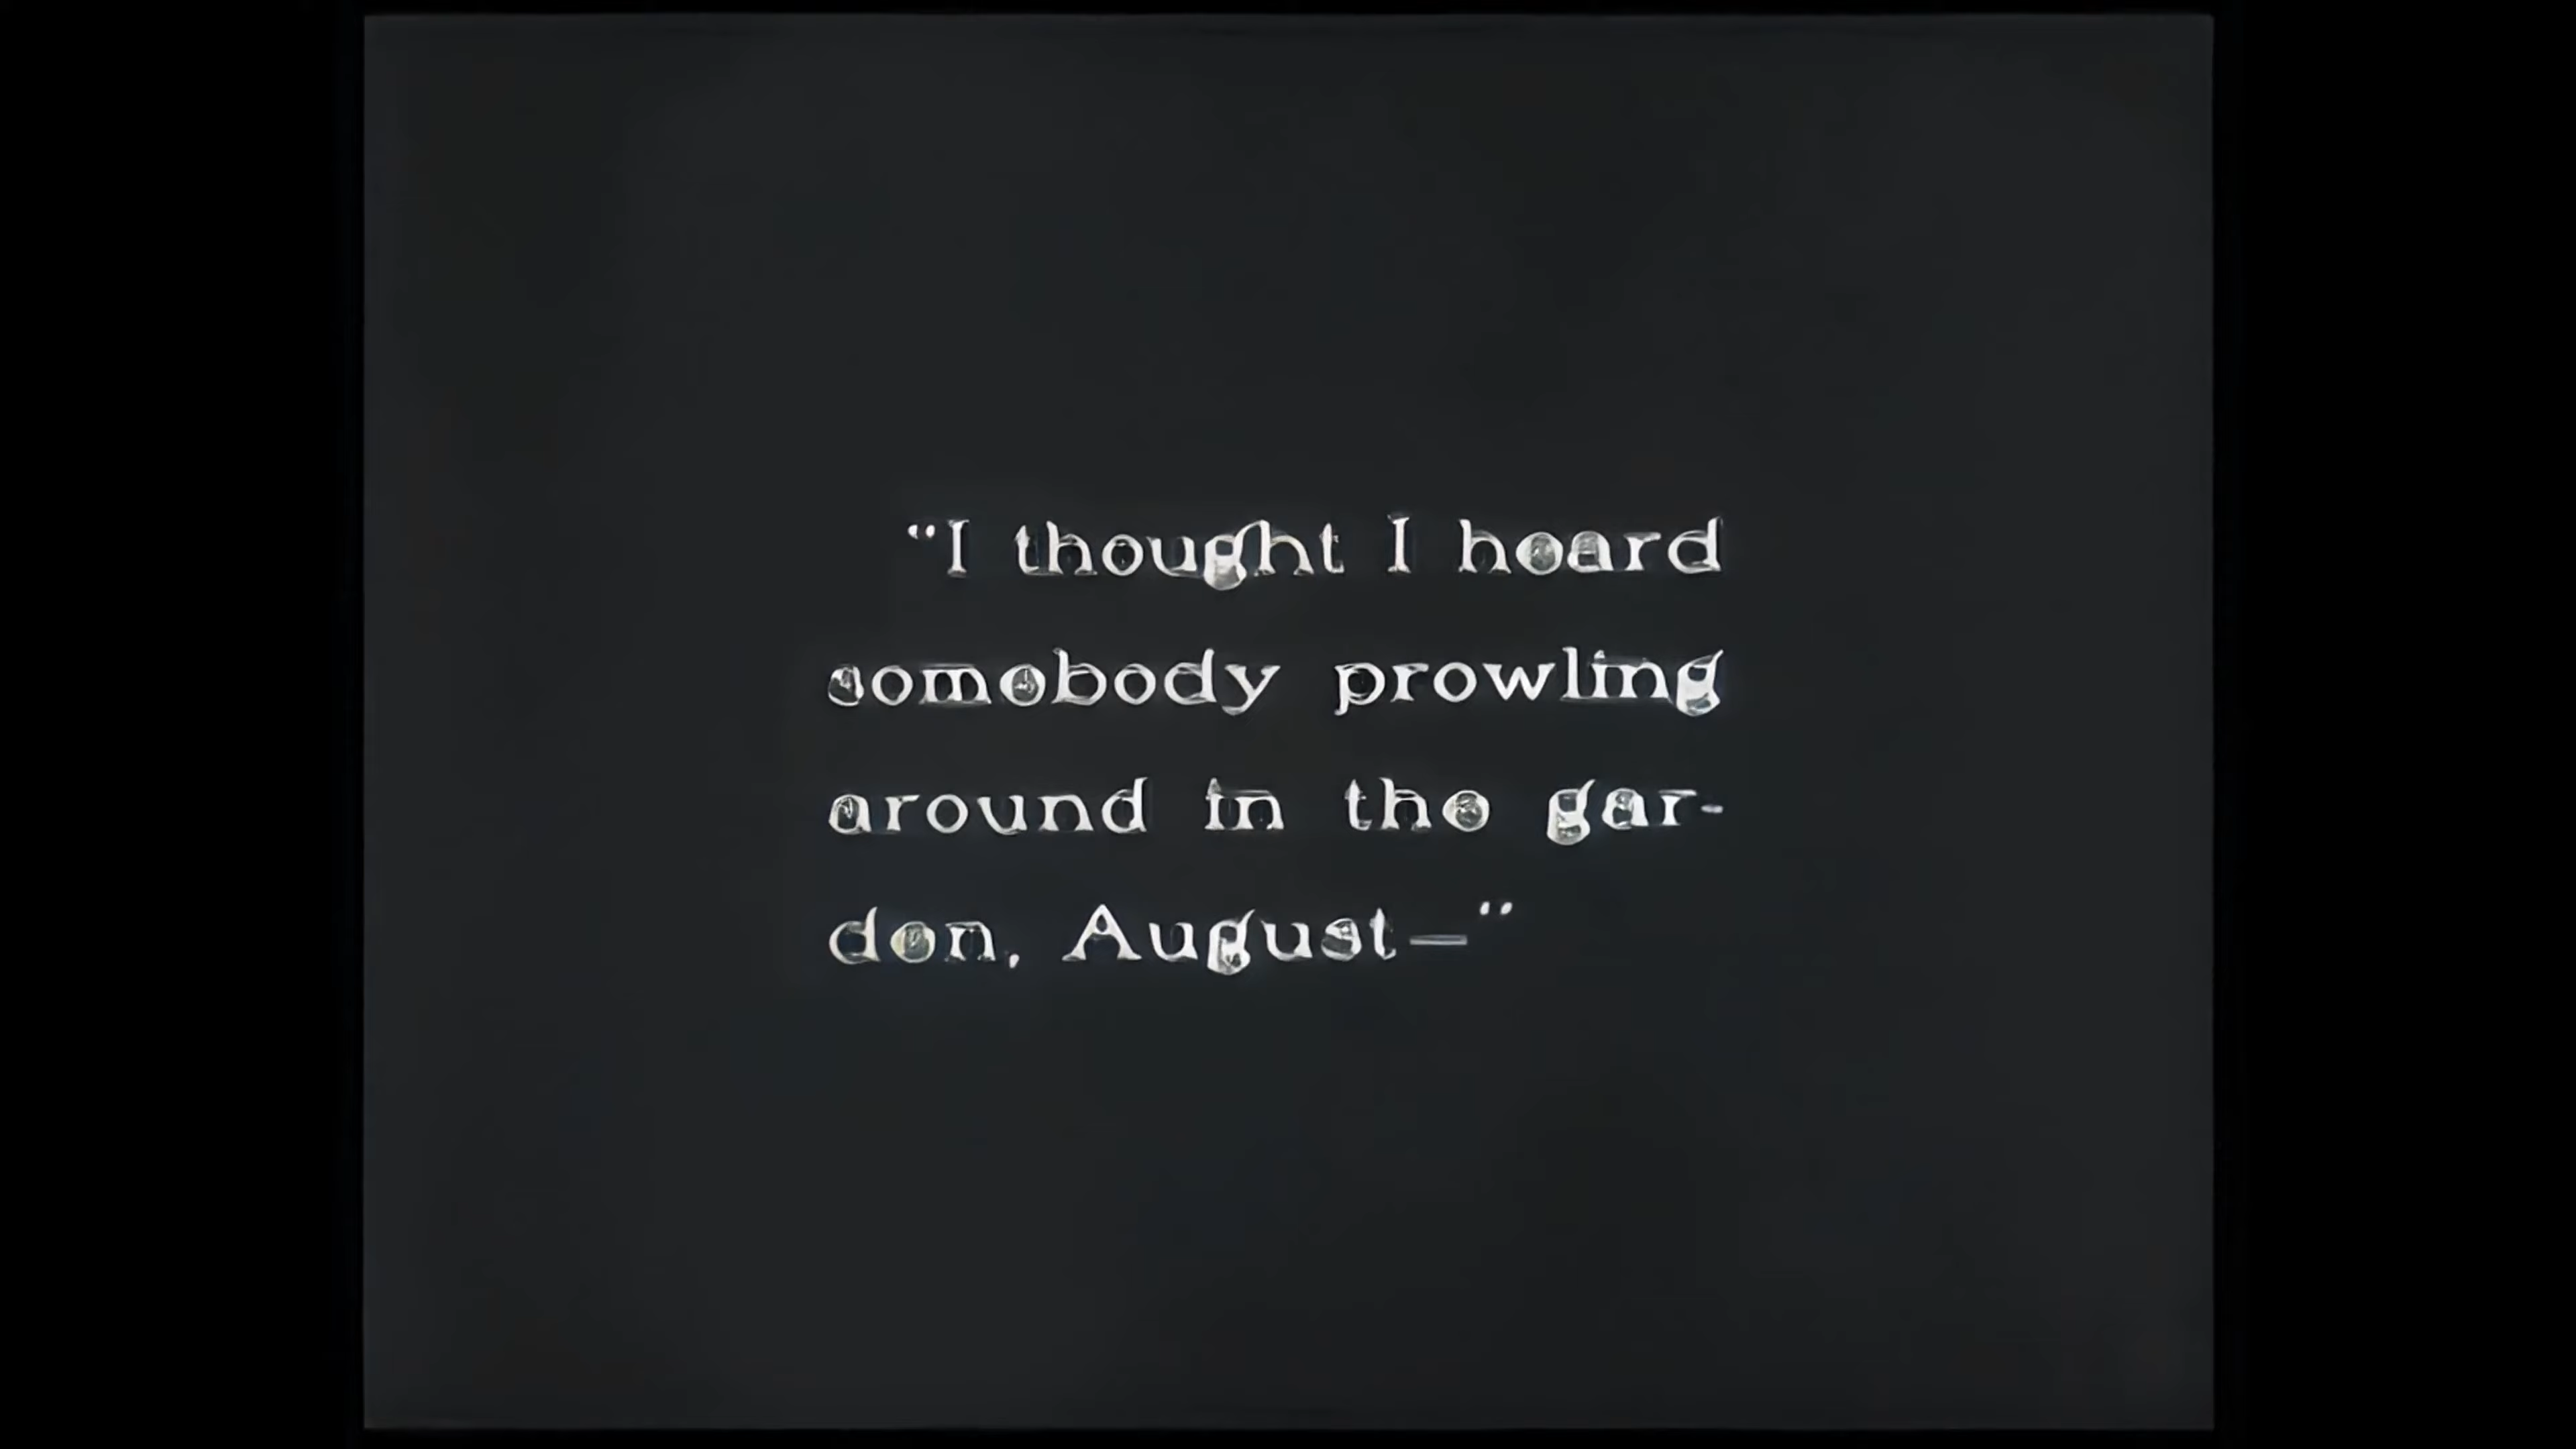 “I thought I heard
somebody prowling
around in the gar-
den, August—”